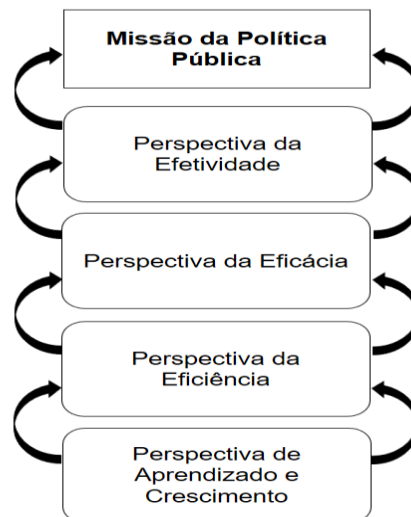 Missão da Política
Pública
Perspectiva da
Efetividade
Perspectiva da Eficácia
Perspectiva da
Eficiência
Perspectiva de
Aprendizado e
Crescimento